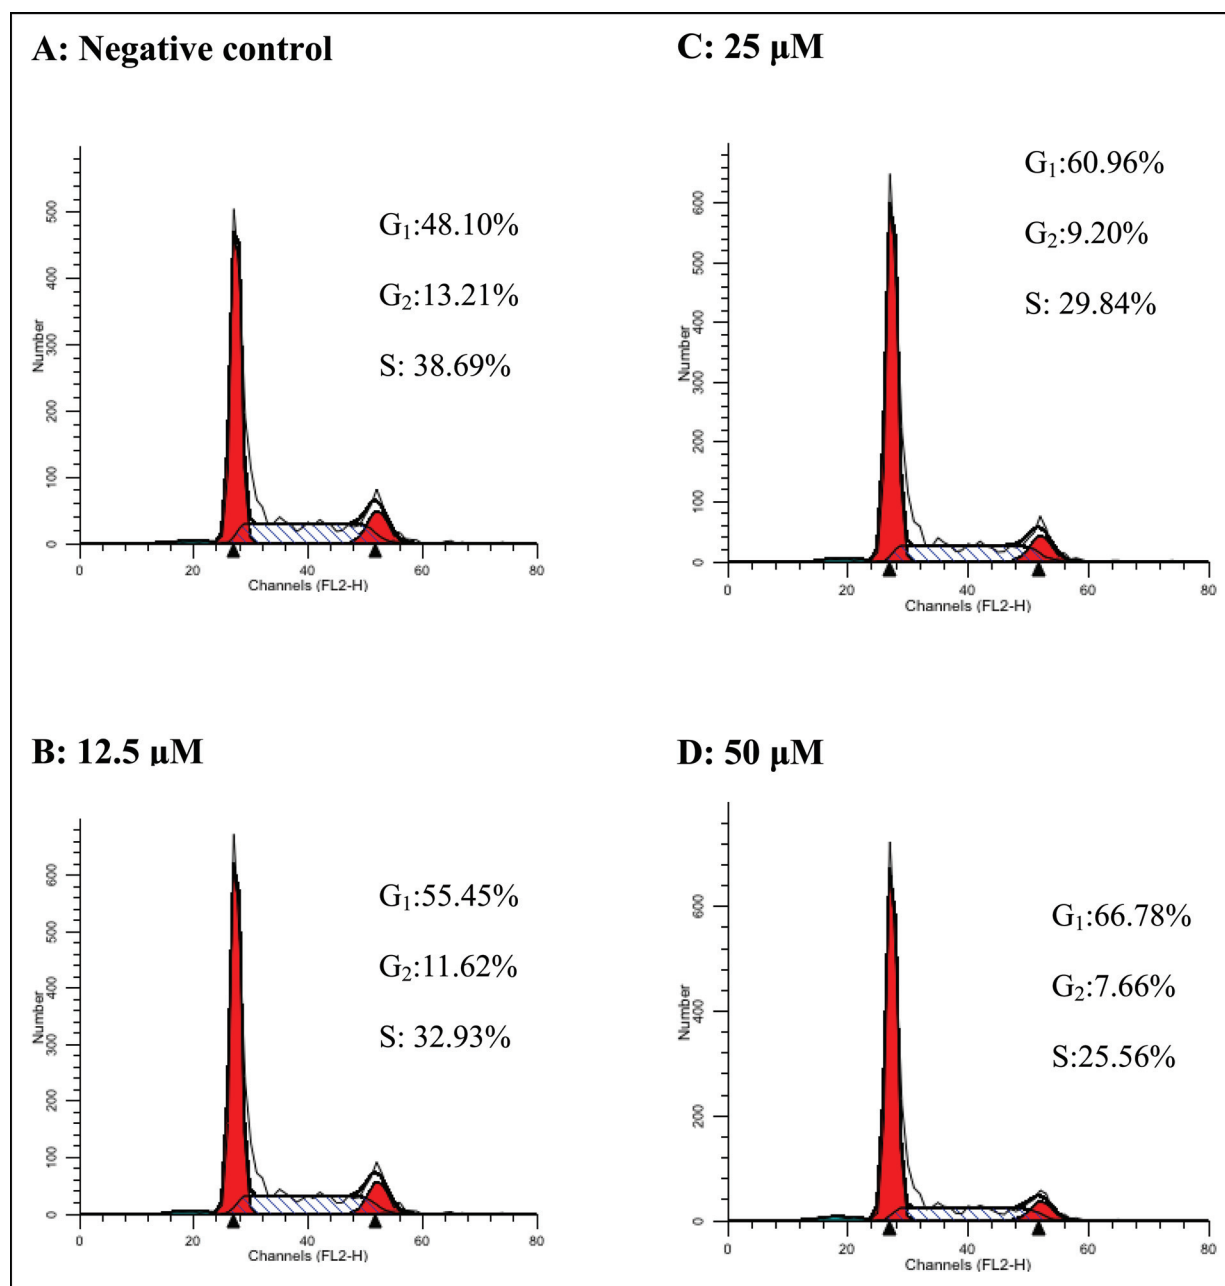 A: Negative control
500
400
300
200
100
0
Number
G₁:48.10%
G₂:13.21%
S: 38.69%
0 20 40 60 80
Channels (FL2-H)
C: 25 μM
600
500
400
300
200
100
0
Number
G₁:60.96%
G₂:9.20%
S: 29.84%
0 20 40 60 80
Channels (FL2-H)
B: 12.5 μM
600
500
400
300
200
100
0
Number
G₁:55.45%
G₂:11.62%
S: 32.93%
0 20 40 60 80
Channels (FL2-H)
D: 50 μM
600
400
200
0
Number
G₁:66.78%
G₂:7.66%
S:25.56%
0 20 40 60 80
Channels (FL2-H)